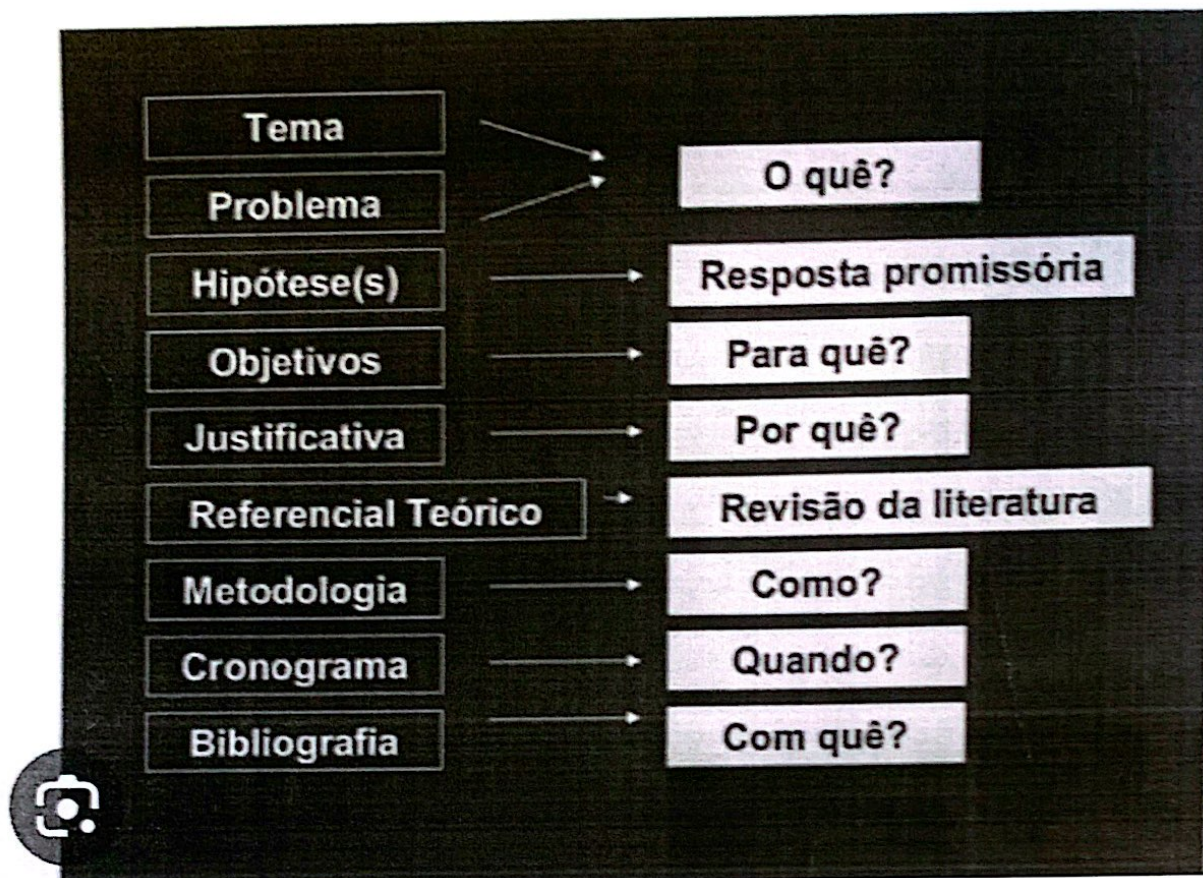 Tema
Problema
O quê?
Hipótese(s)
Resposta promissória
Objetivos
Para quê?
Justificativa
Por quê?
Referencial Teórico
Revisão da literatura
Metodologia
Como?
Cronograma
Quando?
Bibliografia
Com quê?